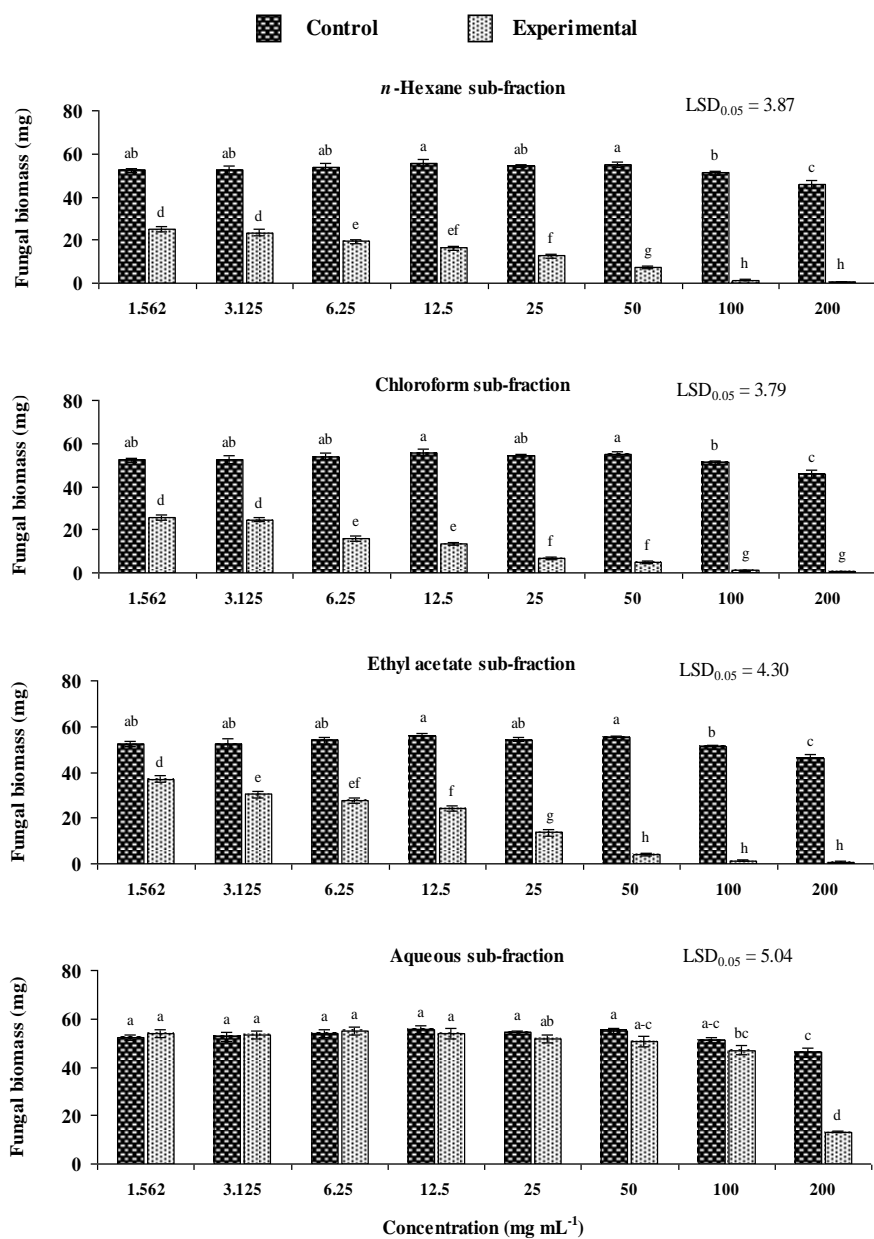 Control Experimental
n-Hexane sub-fraction
LSD0.05 = 3.87
Fungal biomass (mg)
80
60
40
20
0
ab ab ab a ab a b c
d d e ef f g h h
1.562 3.125 6.25 12.5 25 50 100 200
Chloroform sub-fraction
LSD0.05 = 3.79
Fungal biomass (mg)
80
60
40
20
0
ab ab ab a ab a b c
d d e e f f g g
1.562 3.125 6.25 12.5 25 50 100 200
Ethyl acetate sub-fraction
LSD0.05 = 4.30
Fungal biomass (mg)
80
60
40
20
0
ab ab ab a ab a b c
d e ef f g h h h
1.562 3.125 6.25 12.5 25 50 100 200
Aqueous sub-fraction
LSD0.05 = 5.04
Fungal biomass (mg)
80
60
40
20
0
a a a a a a a a a ab a a-c a-c bc c d
1.562 3.125 6.25 12.5 25 50 100 200
Concentration (mg mL-1)